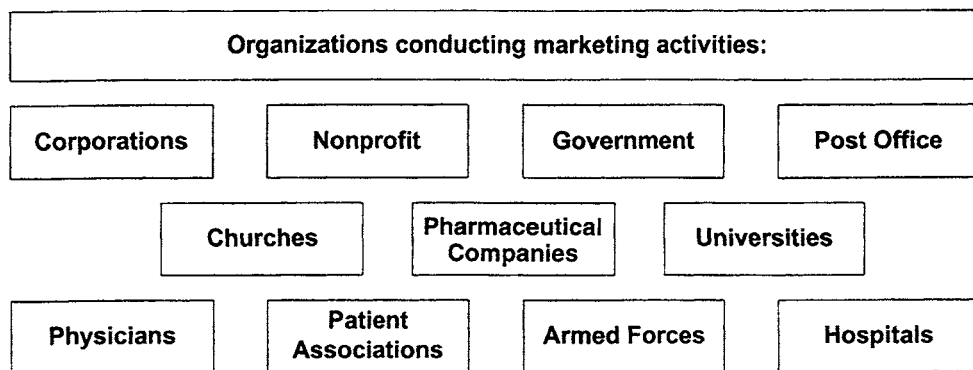 Organizations conducting marketing activities:
Corporations
Nonprofit
Government
Post Office
Churches
Pharmaceutical
Companies
Universities
Physicians
Patient
Associations
Armed Forces
Hospitals